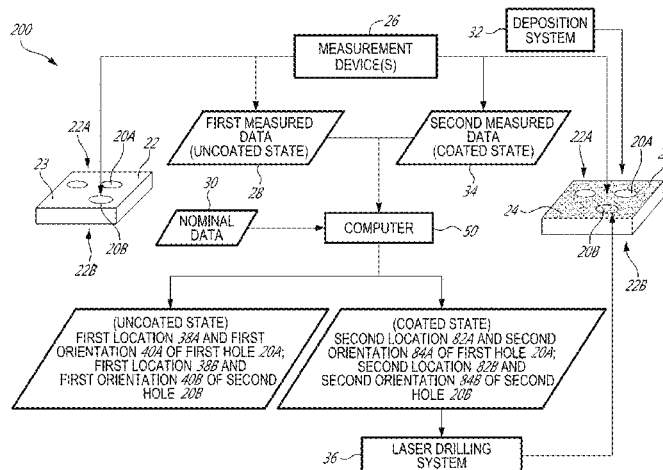 200
26
MEASUREMENT
DEVICE(S)
32
DEPOSITION
SYSTEM
22A
20A
22
23
20B
22B
FIRST MEASURED
DATA
(UNCOATED STATE)
28
SECOND MEASURED
DATA
(COATED STATE)
34
22A
20A
24
20B
22B
30
NOMINAL
DATA
COMPUTER
50
(UNCOATED STATE)
FIRST LOCATION 38A AND FIRST
ORIENTATION 40A OF FIRST HOLE 20A;
FIRST LOCATION 38B AND
FIRST ORIENTATION 40B OF SECOND
HOLE 20B
(COATED STATE)
SECOND LOCATION 82A AND SECOND
ORIENTATION 84A OF FIRST HOLE 20A;
SECOND LOCATION 82B AND
SECOND ORIENTATION 84B OF SECOND
HOLE 20B
36
LASER DRILLING
SYSTEM